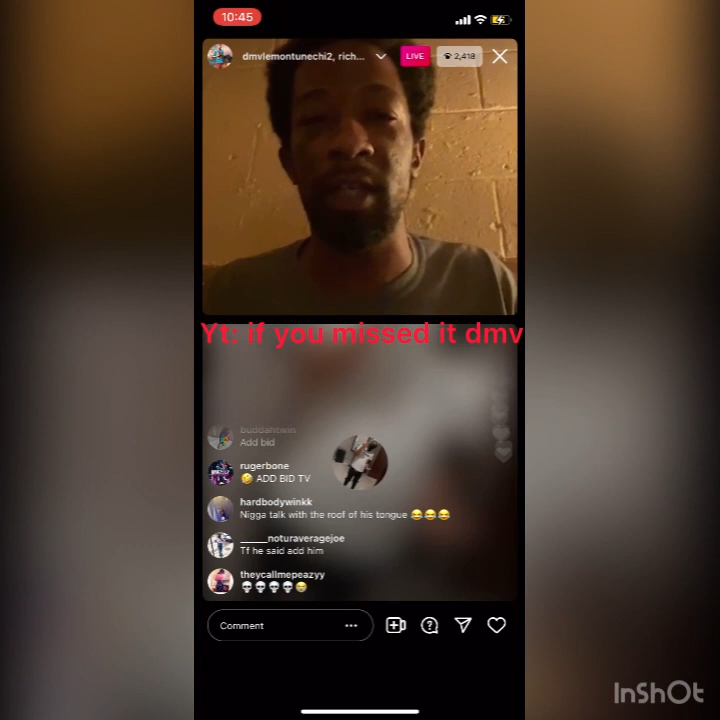 10:45
dmvlemontunechi2, rich...
LIVE
2,418
Yt: if you missed it dmv
buddahtwin
Add bid
rugerbone
🤣 ADD BID TV
hardbodywinkk
Nigga talk with the roof of his tongue 😂😂😂
_____noturaveragejoe
Tf he said add him
theycallmepeazyy
💀💀💀💀😭
Comment
InShOt